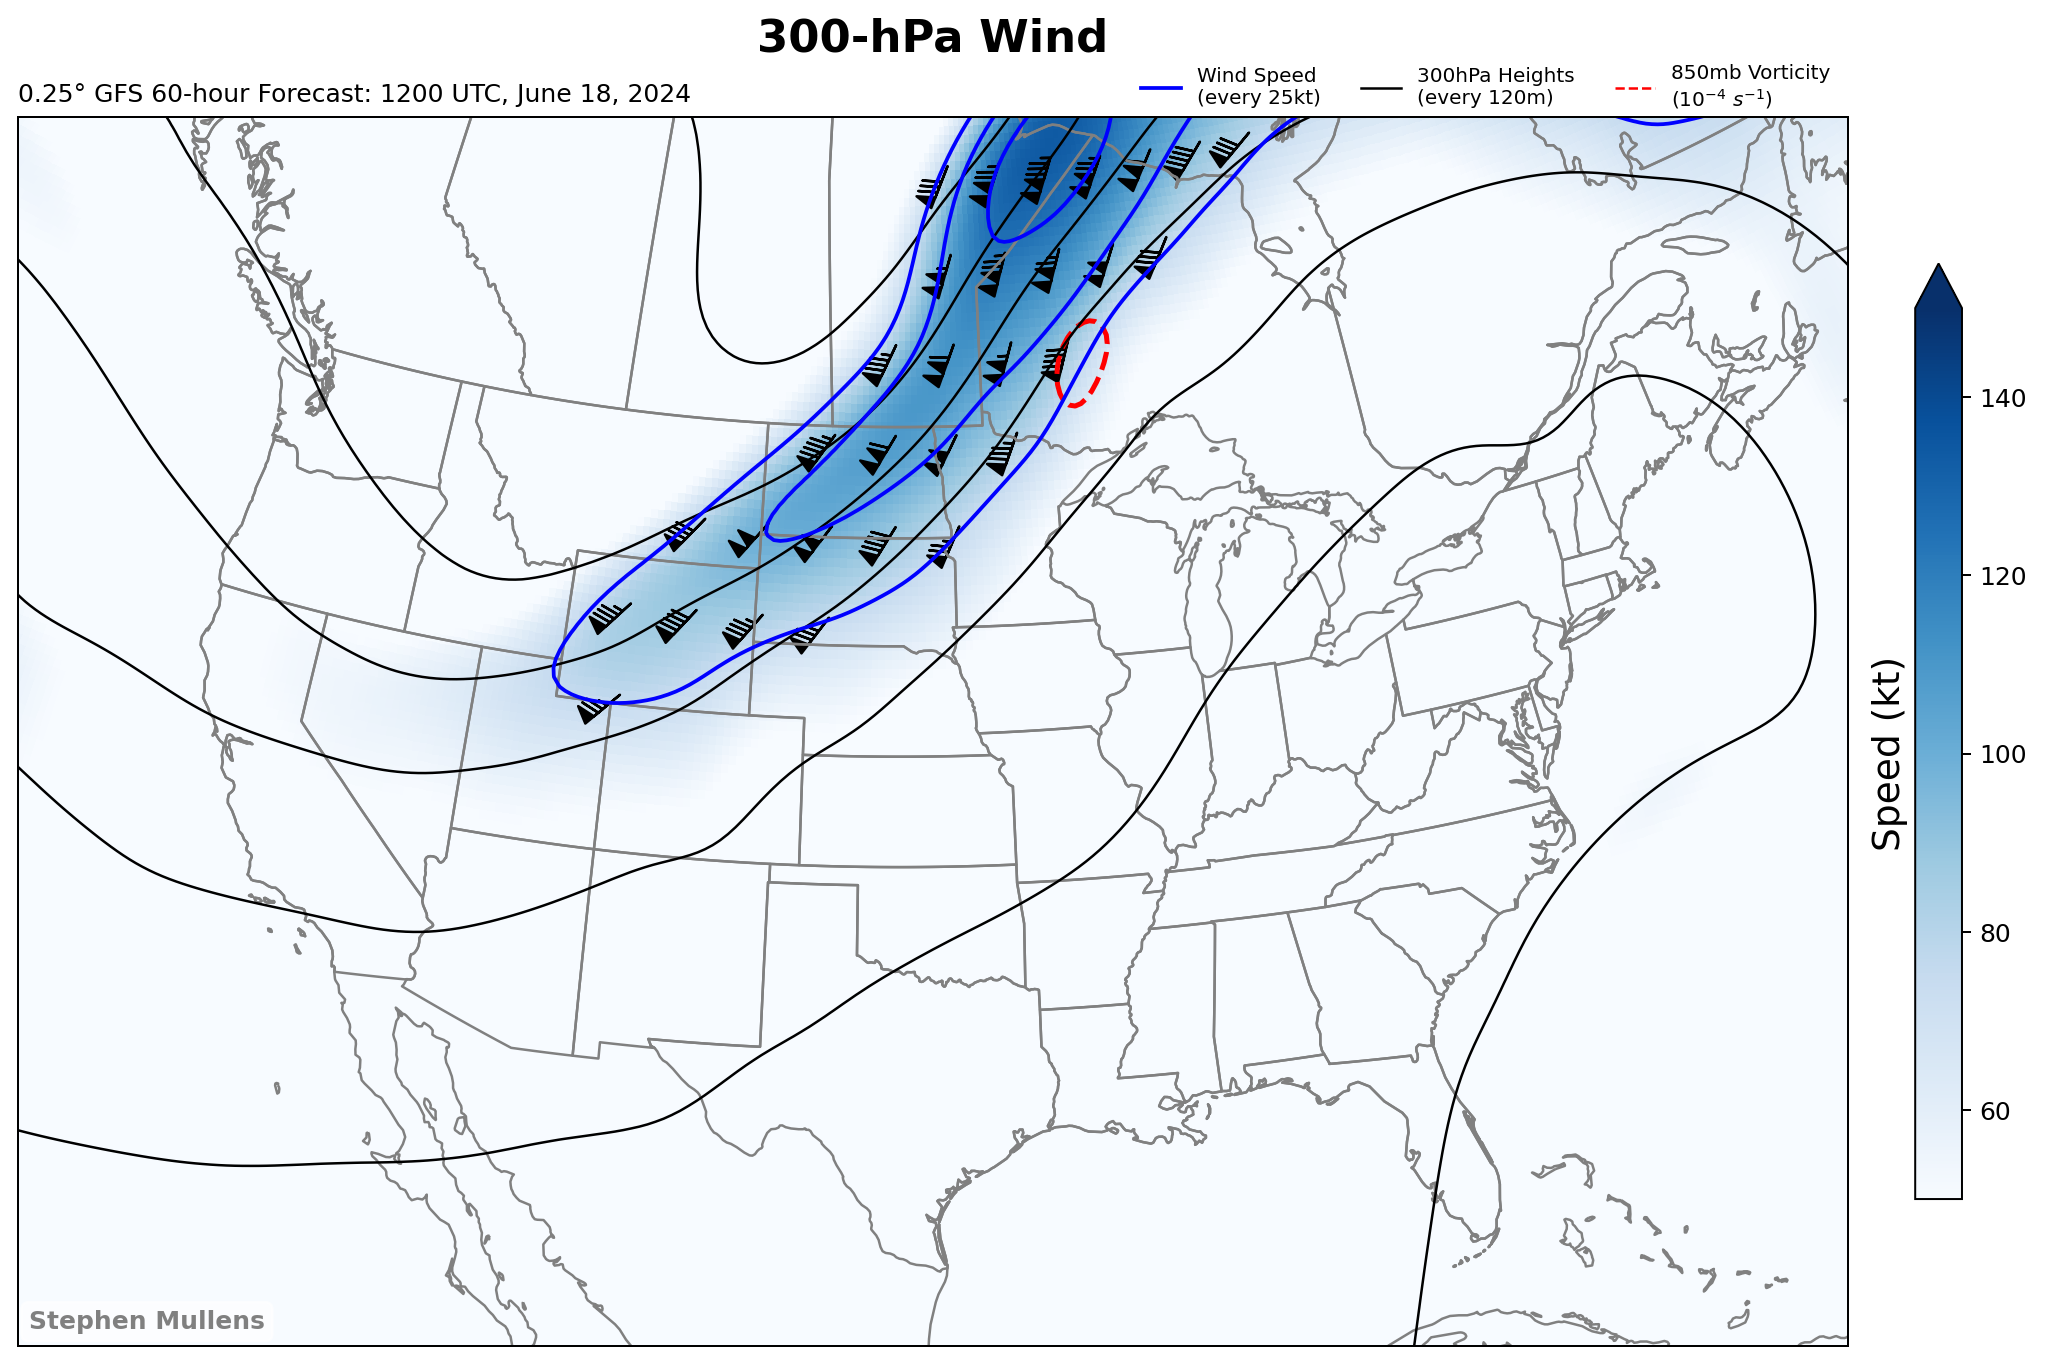 300-hPa Wind
0.25° GFS 60-hour Forecast: 1200 UTC, June 18, 2024
Wind Speed
(every 25kt)
300hPa Heights
(every 120m)
850mb Vorticity
(10⁻⁴ s⁻¹)
140
120
100
80
60
Speed (kt)
Stephen Mullens